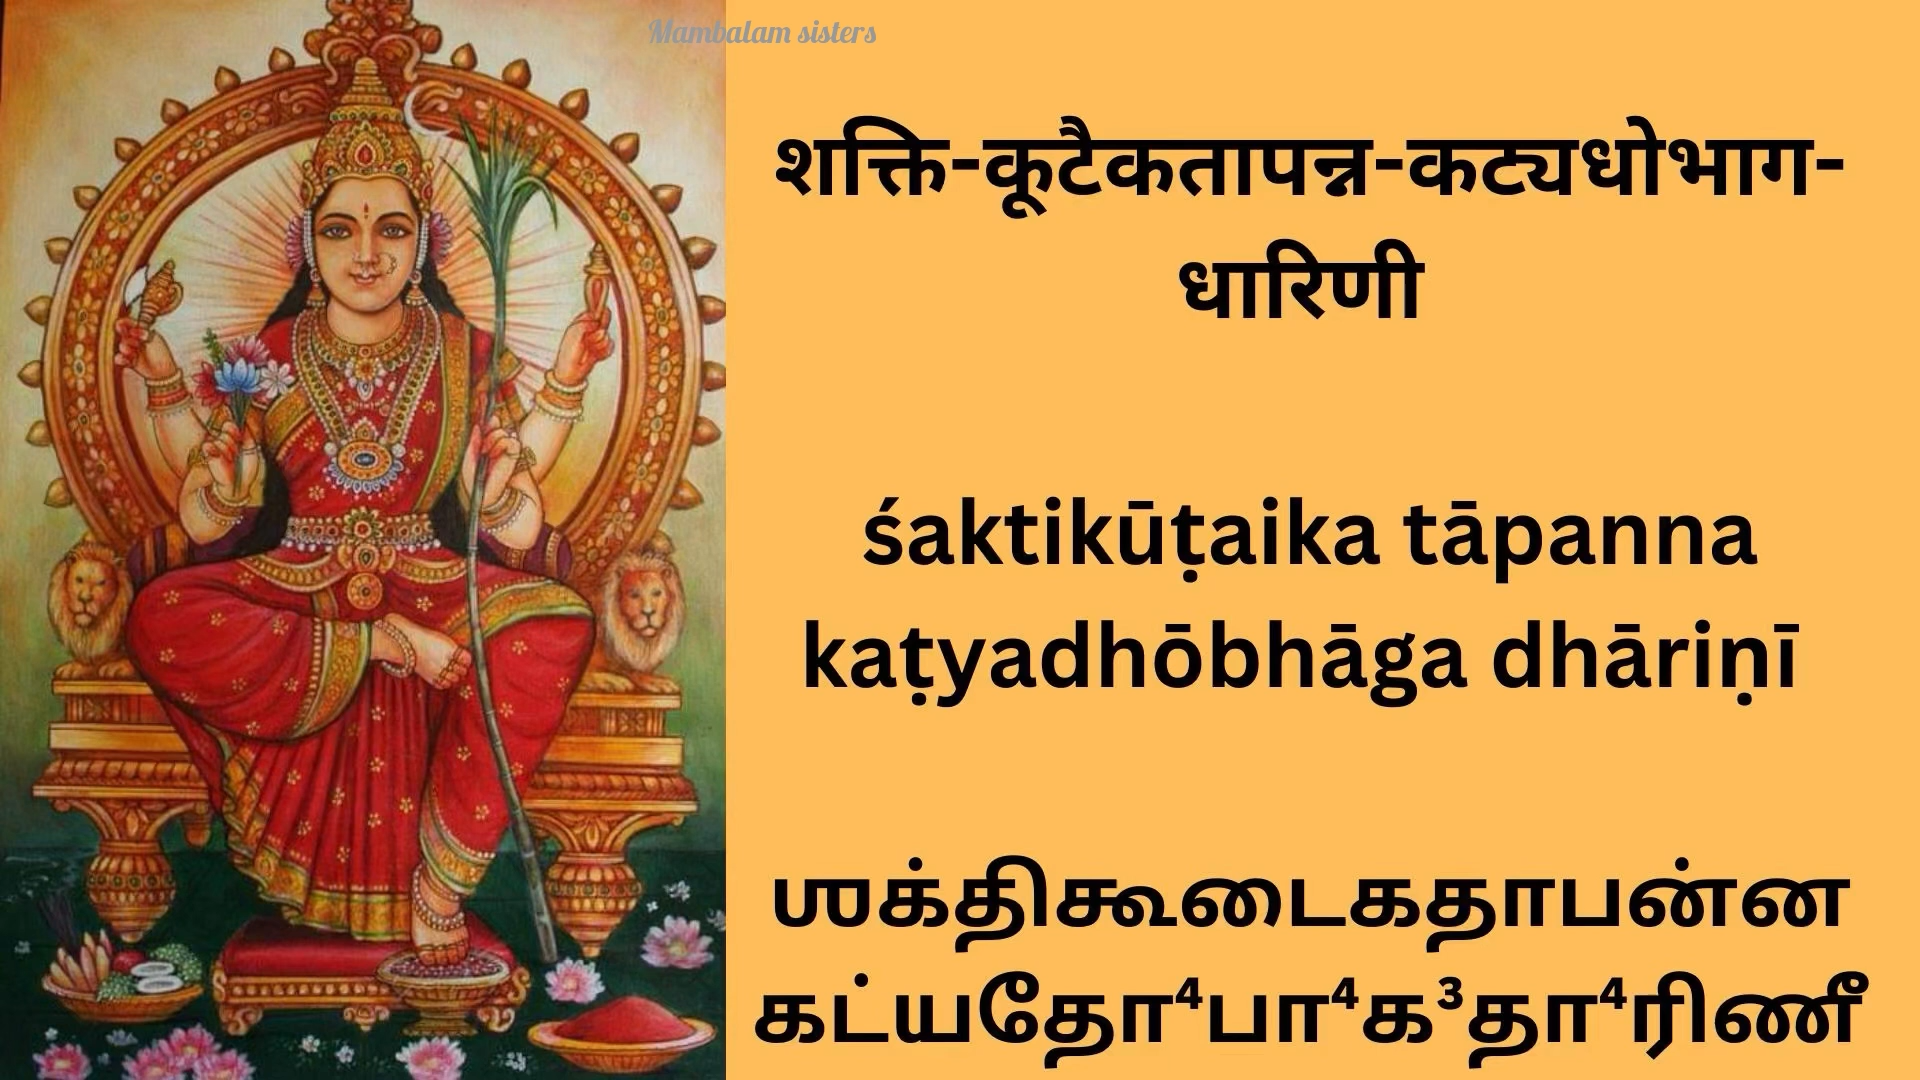 Mambalam sisters
शक्ति-कूटैकतापन्न-कट्यधोभाग-
धारिणी
śaktikūṭaika tāpanna
kaṭyadhōbhāga dhāriṇī
ஶக்திகூடைகதாபன்ன
கட்யதோ⁴பா⁴க³தா⁴ரிணீ